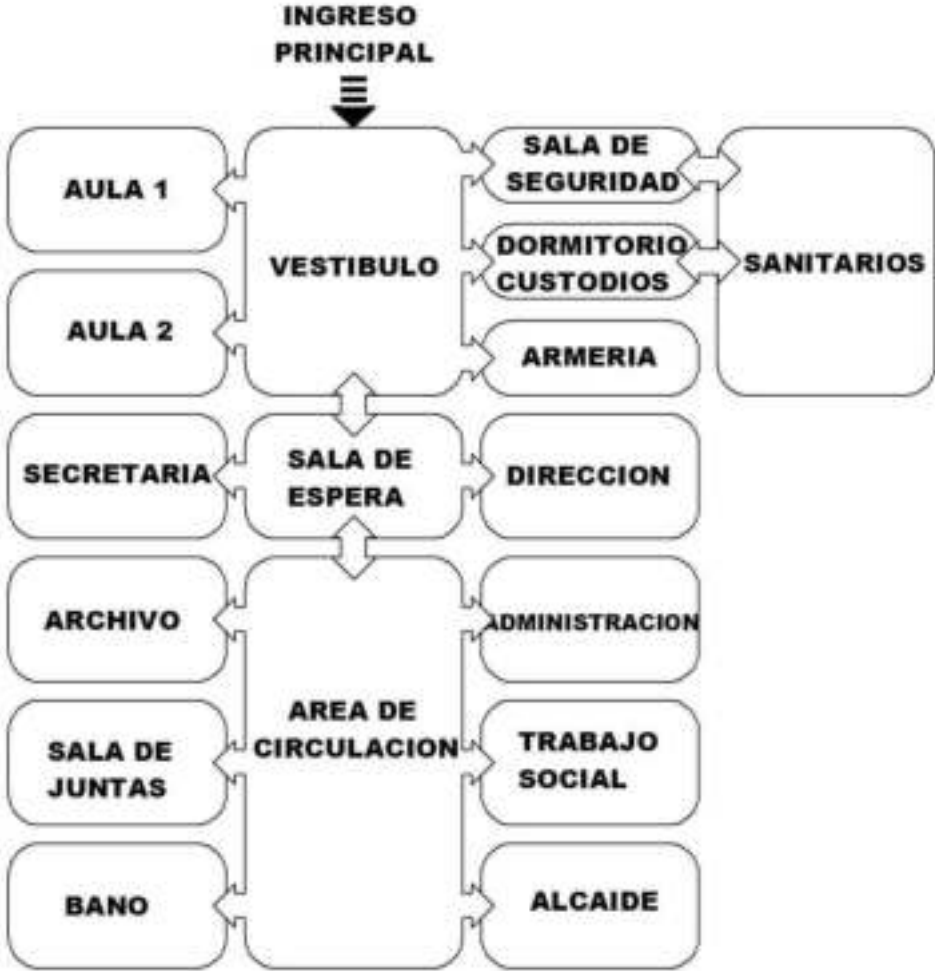 INGRESO
PRINCIPAL
AULA 1
VESTIBULO
SALA DE
SEGURIDAD
DORMITORIO
CUSTODIOS
SANITARIOS
AULA 2
ARMERIA
SECRETARIA
SALA DE
ESPERA
DIRECCION
ARCHIVO
ADMINISTRACION
AREA DE
CIRCULACION
SALA DE
JUNTAS
TRABAJO
SOCIAL
BANO
ALCAIDE